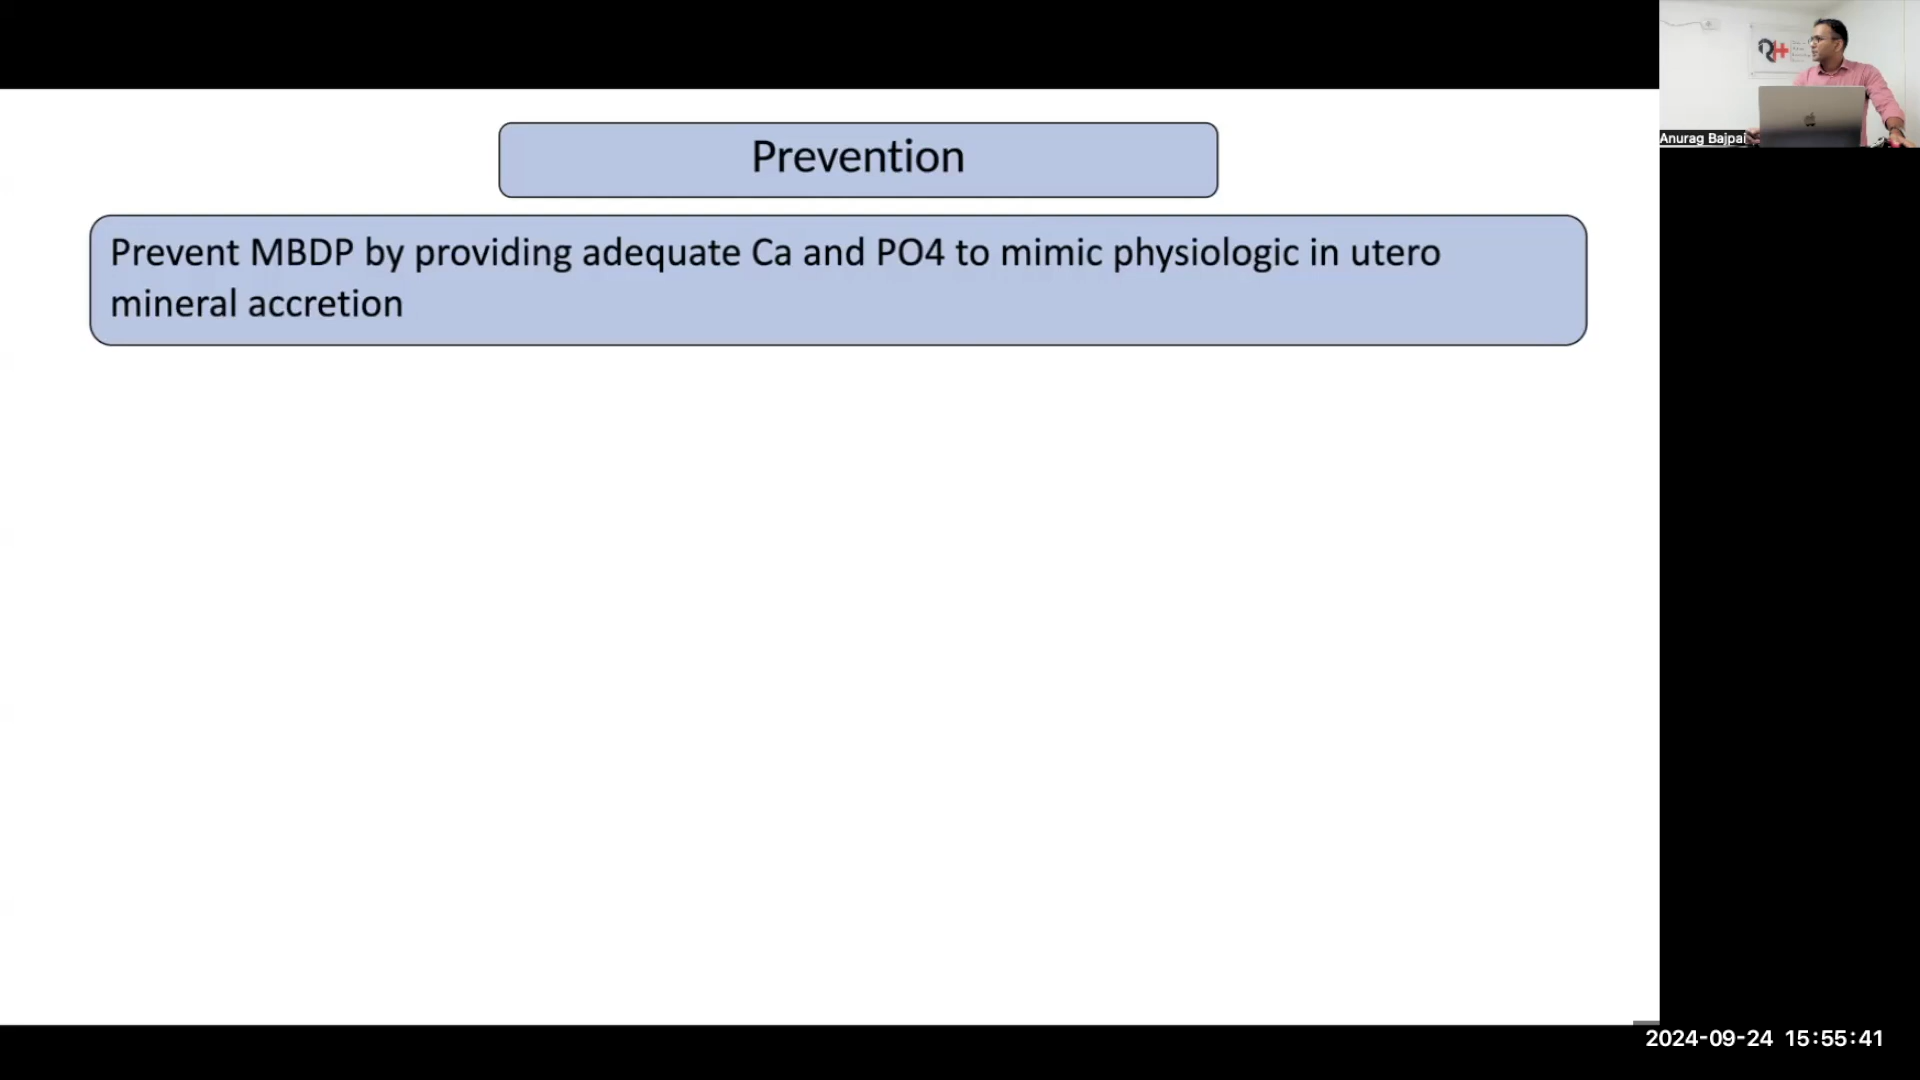 Prevention
Prevent MBDP by providing adequate Ca and PO4 to mimic physiologic in utero
mineral accretion
Anurag Bajpai
2024-09-24 15:55:41